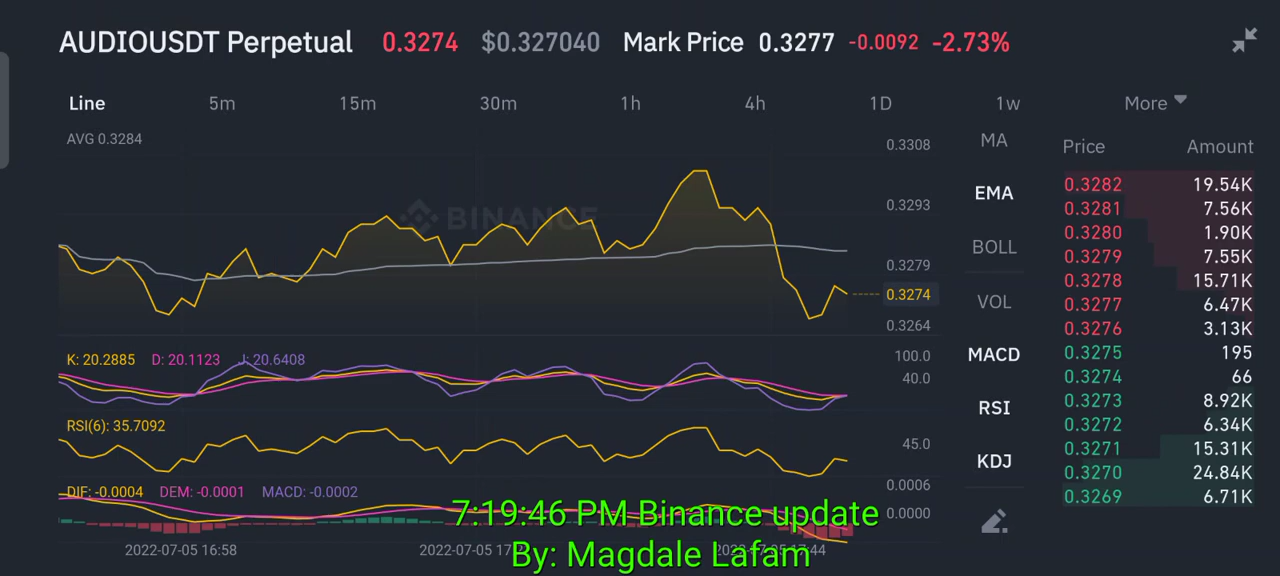 AUDIOUSDT Perpetual 0.3274 $0.327040 Mark Price 0.3277 -0.0092 -2.73%
Line 5m 15m 30m 1h 4h 1D 1w More
AVG 0.3284
0.3308
0.3293
0.3279
0.3274
0.3264
BINANCE
K: 20.2885 D: 20.1123 J: 20.6408
100.0
40.0
RSI(6): 35.7092
45.0
DIF: -0.0004 DEM: -0.0001 MACD: -0.0002
0.0006
0.0000
2022-07-05 16:58
2022-07-05 17:
17:44
MA
EMA
BOLL
VOL
MACD
RSI
KDJ
Price Amount
0.3282 19.54K
0.3281 7.56K
0.3280 1.90K
0.3279 7.55K
0.3278 15.71K
0.3277 6.47K
0.3276 3.13K
0.3275 195
0.3274 66
0.3273 8.92K
0.3272 6.34K
0.3271 15.31K
0.3270 24.84K
0.3269 6.71K
7:19:46 PM Binance update
By: Magdale Lafam